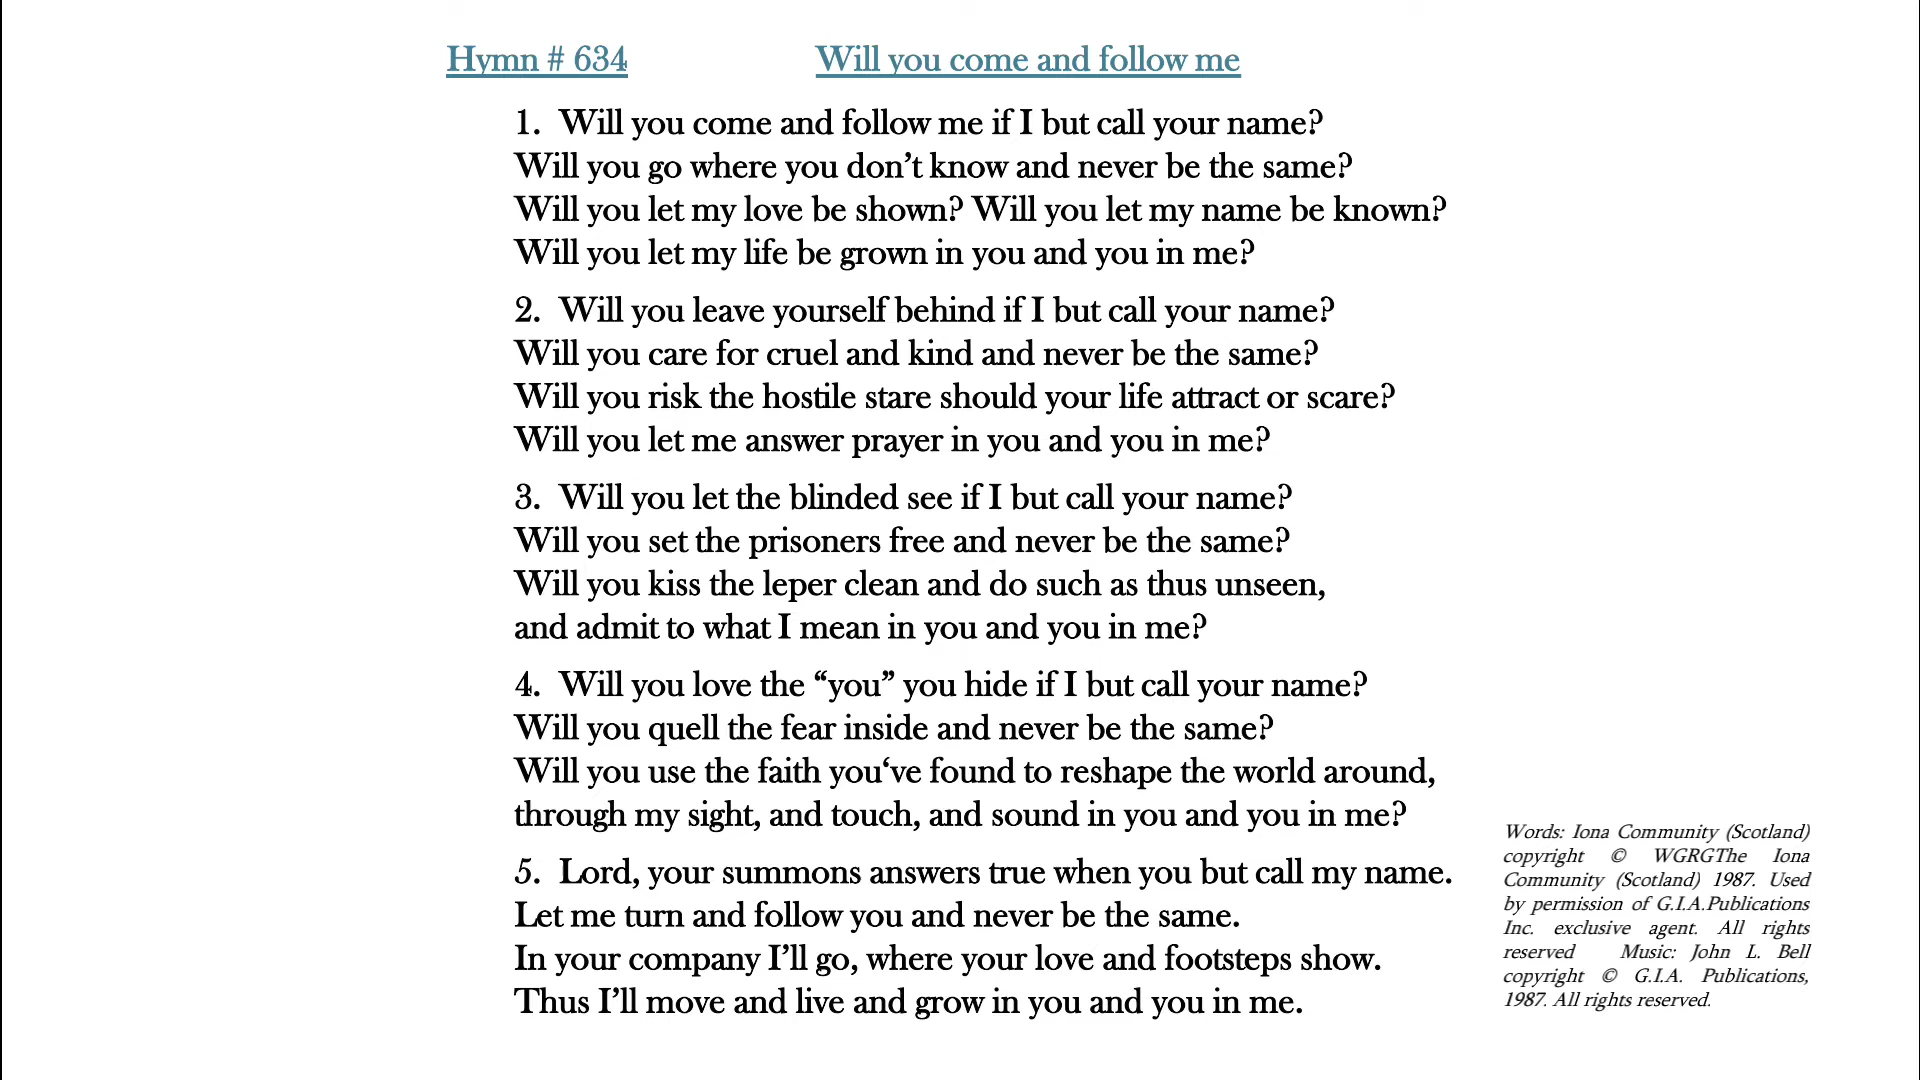 Hymn # 634 Will you come and follow me
1. Will you come and follow me if I but call your name?
Will you go where you don’t know and never be the same?
Will you let my love be shown? Will you let my name be known?
Will you let my life be grown in you and you in me?
2. Will you leave yourself behind if I but call your name?
Will you care for cruel and kind and never be the same?
Will you risk the hostile stare should your life attract or scare?
Will you let me answer prayer in you and you in me?
3. Will you let the blinded see if I but call your name?
Will you set the prisoners free and never be the same?
Will you kiss the leper clean and do such as thus unseen,
and admit to what I mean in you and you in me?
4. Will you love the “you” you hide if I but call your name?
Will you quell the fear inside and never be the same?
Will you use the faith you‘ve found to reshape the world around,
through my sight, and touch, and sound in you and you in me?
5. Lord, your summons answers true when you but call my name.
Let me turn and follow you and never be the same.
In your company I’ll go, where your love and footsteps show.
Thus I’ll move and live and grow in you and you in me.
Words: Iona Community (Scotland)
copyright © WGRGThe Iona
Community (Scotland) 1987. Used
by permission of G.I.A.Publications
Inc. exclusive agent. All rights
reserved Music: John L. Bell
copyright © G.I.A. Publications,
1987. All rights reserved.